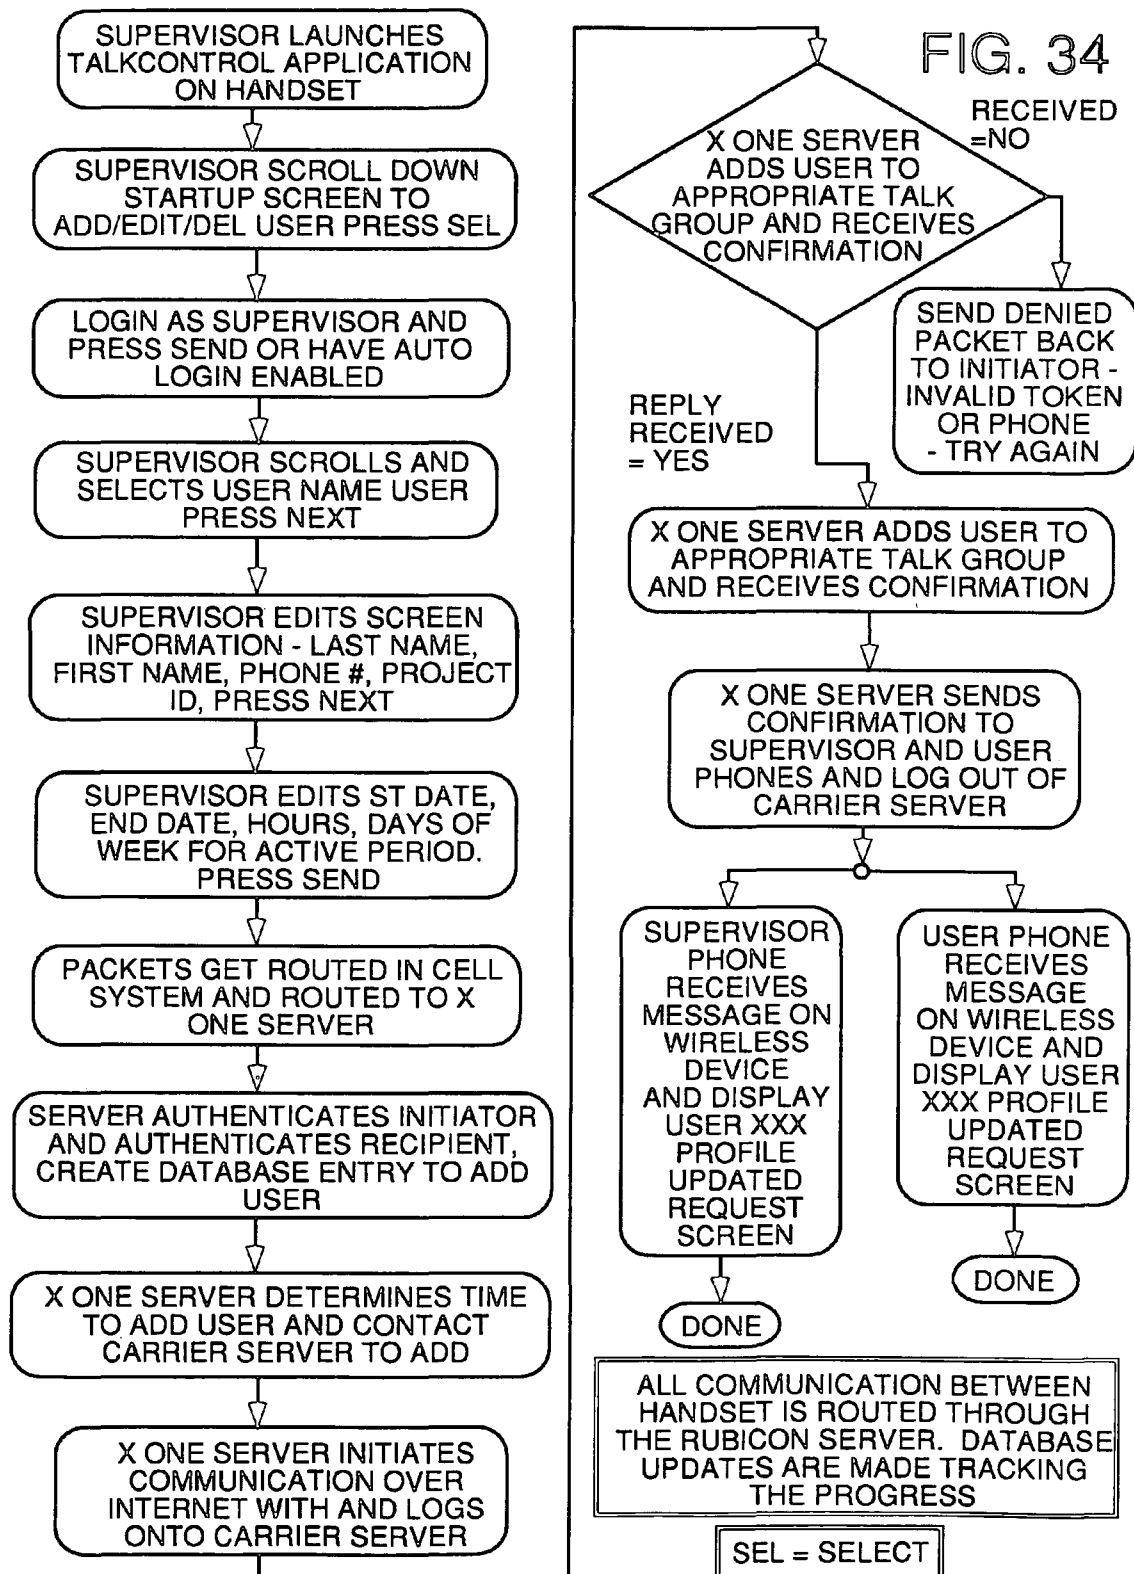 SUPERVISOR LAUNCHES
TALKCONTROL APPLICATION
ON HANDSET
SUPERVISOR SCROLL DOWN
STARTUP SCREEN TO
ADD/EDIT/DEL USER PRESS SEL
LOGIN AS SUPERVISOR AND
PRESS SEND OR HAVE AUTO
LOGIN ENABLED
SUPERVISOR SCROLLS AND
SELECTS USER NAME USER
PRESS NEXT
SUPERVISOR EDITS SCREEN
INFORMATION - LAST NAME,
FIRST NAME, PHONE #, PROJECT
ID, PRESS NEXT
SUPERVISOR EDITS ST DATE,
END DATE, HOURS, DAYS OF
WEEK FOR ACTIVE PERIOD.
PRESS SEND
PACKETS GET ROUTED IN CELL
SYSTEM AND ROUTED TO X
ONE SERVER
SERVER AUTHENTICATES INITIATOR
AND AUTHENTICATES RECIPIENT,
CREATE DATABASE ENTRY TO ADD
USER
X ONE SERVER DETERMINES TIME
TO ADD USER AND CONTACT
CARRIER SERVER TO ADD
X ONE SERVER INITIATES
COMMUNICATION OVER
INTERNET WITH AND LOGS
ONTO CARRIER SERVER
FIG. 34
X ONE SERVER
ADDS USER TO
APPROPRIATE TALK
GROUP AND RECEIVES
CONFIRMATION
RECEIVED
=NO
SEND DENIED
PACKET BACK
TO INITIATOR -
INVALID TOKEN
OR PHONE
- TRY AGAIN
REPLY
RECEIVED
= YES
X ONE SERVER ADDS USER TO
APPROPRIATE TALK GROUP
AND RECEIVES CONFIRMATION
X ONE SERVER SENDS
CONFIRMATION TO
SUPERVISOR AND USER
PHONES AND LOG OUT OF
CARRIER SERVER
SUPERVISOR
PHONE
RECEIVES
MESSAGE ON
WIRELESS
DEVICE
AND DISPLAY
USER XXX
PROFILE
UPDATED
REQUEST
SCREEN
DONE
USER PHONE
RECEIVES
MESSAGE
ON WIRELESS
DEVICE AND
DISPLAY USER
XXX PROFILE
UPDATED
REQUEST
SCREEN
DONE
ALL COMMUNICATION BETWEEN
HANDSET IS ROUTED THROUGH
THE RUBICON SERVER. DATABASE
UPDATES ARE MADE TRACKING
THE PROGRESS
SEL = SELECT